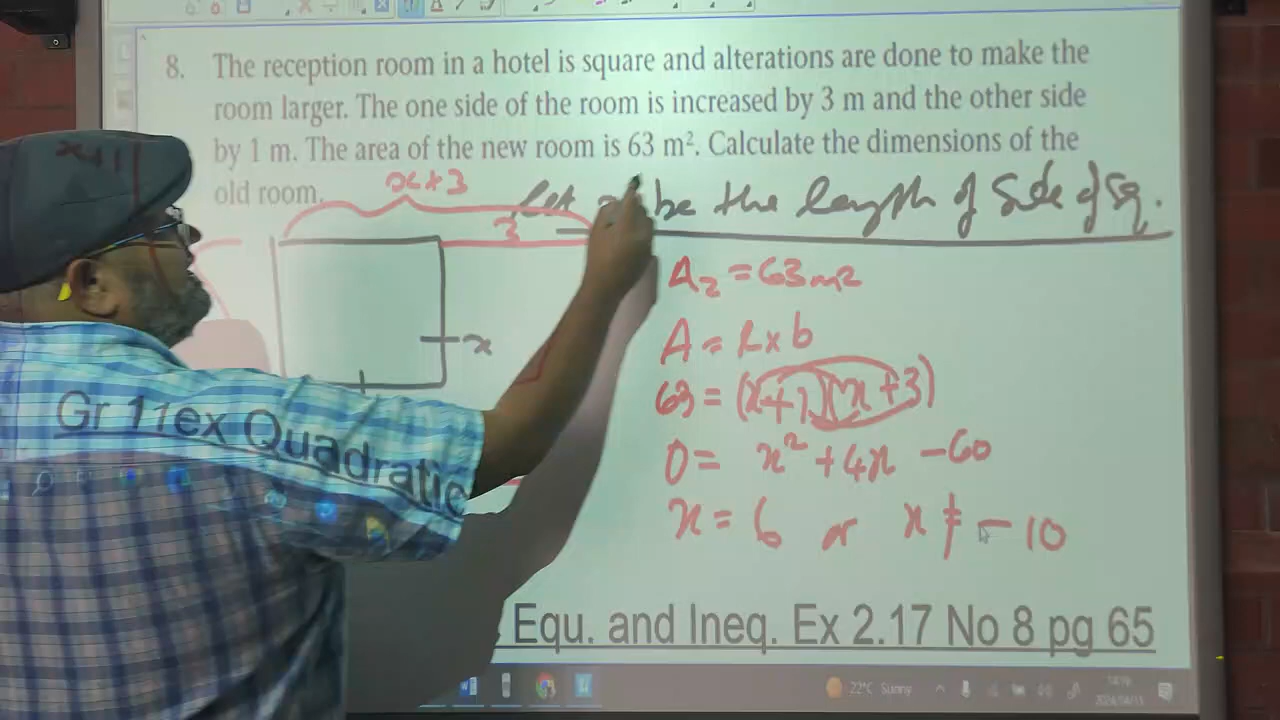 8. The reception room in a hotel is square and alterations are done to make the
room larger. The one side of the room is increased by 3 m and the other side
by 1 m. The area of the new room is 63 m². Calculate the dimensions of the
old room.
x+3
Let be the length of side of sq.
x+1
3
A2 = 63m2
x
A = l x b
63 = (x+1)(x+3)
0 = x² + 4x - 60
x = 6 or x ≠ -10
Gr 11ex Quadratic
Equ. and Ineq. Ex 2.17 No 8 pg 65
22°C Sunny